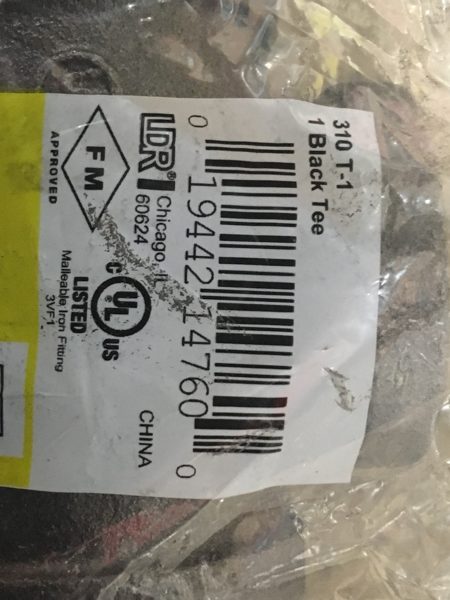 310 T-1
1 Black Tee
0 19442 14760 0
LDR®
Chicago, IL
60624
CHINA
FM
APPROVED
C UL US
LISTED
Malleable Iron Fitting
3VF1